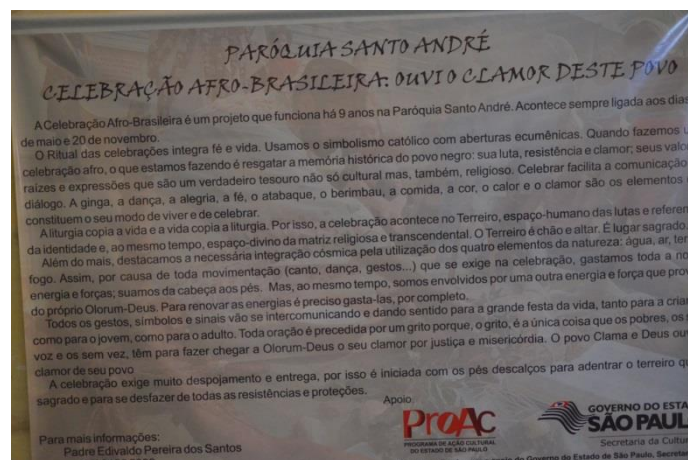 PARÓQUIA SANTO ANDRÉ
CELEBRAÇÃO AFRO-BRASILEIRA: OUVI O CLAMOR DESTE POVO
A Celebração Afro-Brasileira é um projeto que funciona há 9 anos na Paróquia Santo André. Acontece sempre ligada aos dias
de maio e 20 de novembro.
O Ritual das celebrações integra fé e vida. Usamos o simbolismo católico com aberturas ecumênicas. Quando fazemos
celebração afro, o que estamos fazendo é resgatar a memória histórica do povo negro: sua luta, resistência e clamor; seus
raízes e expressões que são um verdadeiro tesouro não só cultural mas, também, religioso. Celebrar facilita a comunicação
diálogo. A ginga, a dança, a alegria, a fé, o atabaque, o berimbau, a comida, a cor, o calor e o clamor são os elementos
constituem o seu modo de viver e de celebrar.
A liturgia copia a vida e a vida copia a liturgia. Por isso, a celebração acontece no Terreiro, espaço-humano das lutas e
da identidade e, ao mesmo tempo, espaço-divino da matriz religiosa e transcendental. O Terreiro é chão e altar. É lugar sagrado.
Além do mais, destacamos a necessária integração cósmica pela utilização dos quatro elementos da natureza: água, ar,
fogo. Assim, por causa de toda movimentação (canto, dança, gestos...) que se exige na celebração, gastamos toda a
energia e forças; suamos da cabeça aos pés. Mas, ao mesmo tempo, somos envolvidos por uma outra energia e força que
do próprio Olorum-Deus. Para renovar as energias é preciso gasta-las, por completo.
Todos os gestos, símbolos e sinais vão se intercomunicando e dando sentido para a grande festa da vida, tanto para a
como para o jovem, como para o adulto. Toda oração é precedida por um grito porque, o grito, é a única coisa que os pobres, os
voz e os sem vez, têm para fazer chegar a Olorum-Deus o seu clamor por justiça e misericórdia. O povo Clama e Deus
clamor de seu povo
A celebração exige muito despojamento e entrega, por isso é iniciada com os pés descalços para adentrar o terreiro
sagrado e para se desfazer de todas as resistências e proteções.
Apoio
ProAC
PROGRAMA DE AÇÃO CULTURAL
DO ESTADO DE SÃO PAULO
GOVERNO DO
SÃO
Secretaria da
Para mais informações:
Padre Edivaldo Pereira dos Santos
Governo do Estado de São Paulo,